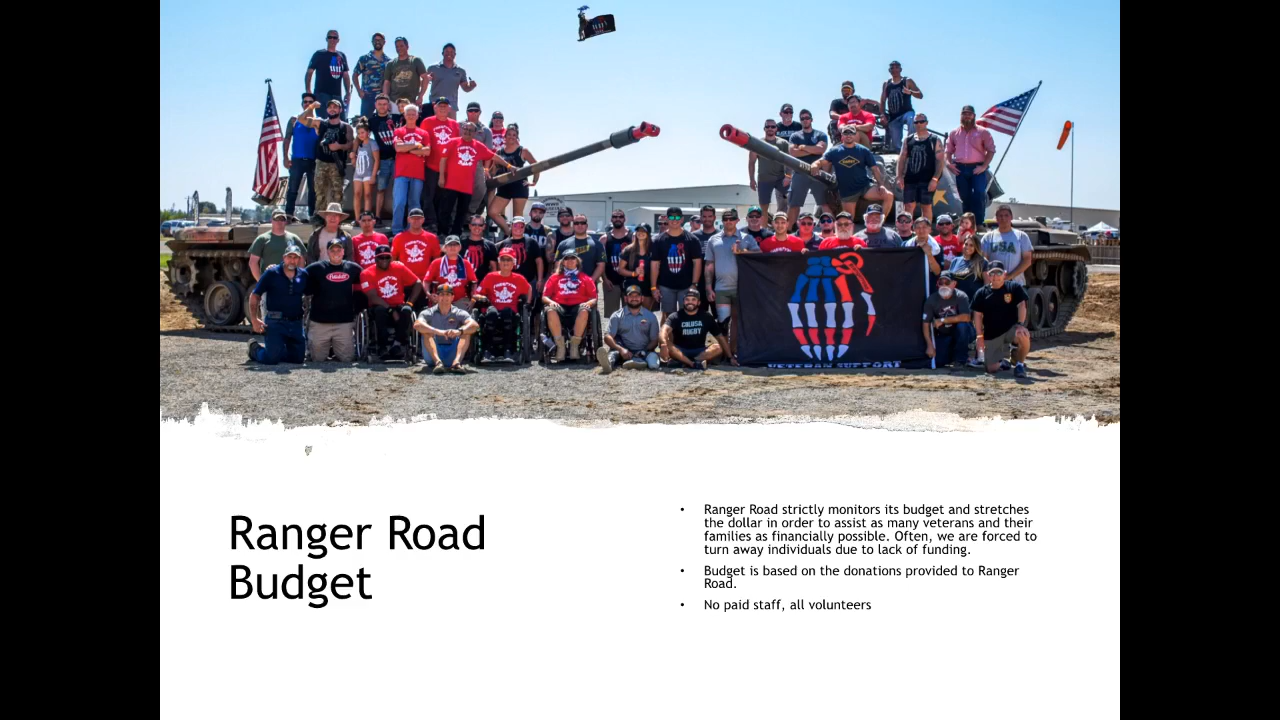 CALUSA
RUGBY
VETERAN SUPPORT
Ranger Road
Budget
• Ranger Road strictly monitors its budget and stretches
the dollar in order to assist as many veterans and their
families as financially possible. Often, we are forced to
turn away individuals due to lack of funding.
• Budget is based on the donations provided to Ranger
Road.
• No paid staff, all volunteers